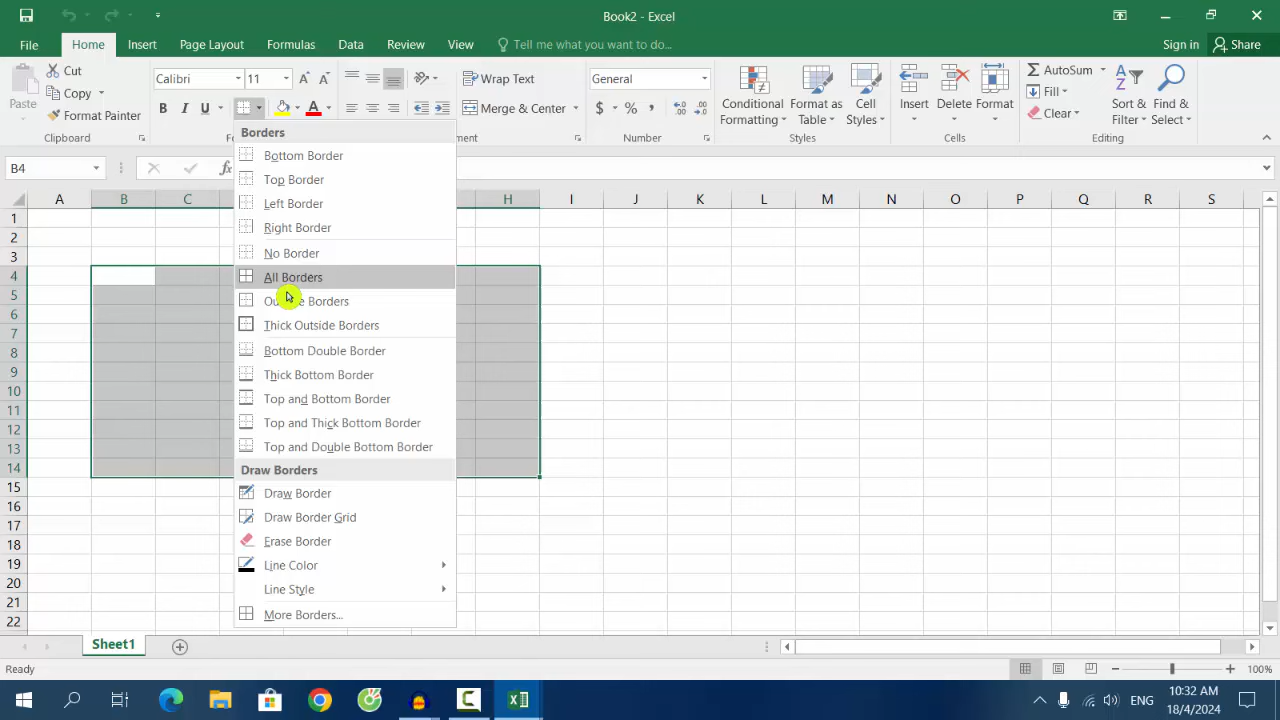 Book2 - Excel
File Home Insert Page Layout Formulas Data Review View Tell me what you want to do... Sign in Share
Paste
Cut
Copy
Format Painter
Clipboard
Calibri 11
B I U
Wrap Text
Merge & Center
General
$ % ,
Number
Conditional Formatting
Format as Table
Cell Styles
Styles
Insert Delete Format
Cells
AutoSum
Fill
Clear
Sort & Filter
Find & Select
Editing
B4
fx
Borders
Bottom Border
Top Border
Left Border
Right Border
No Border
All Borders
Thick Outside Borders
Bottom Double Border
Thick Bottom Border
Top and Bottom Border
Top and Thick Bottom Border
Top and Double Bottom Border
Draw Borders
Draw Border
Draw Border Grid
Erase Border
Line Color
Line Style
More Borders...
A B C H I J K L M N O P Q R S
1
2
3
4
5
6
7
8
9
10
11
12
13
14
15
16
17
18
19
20
21
22
Sheet1
Ready
100%
ENG
10:32 AM
18/4/2024